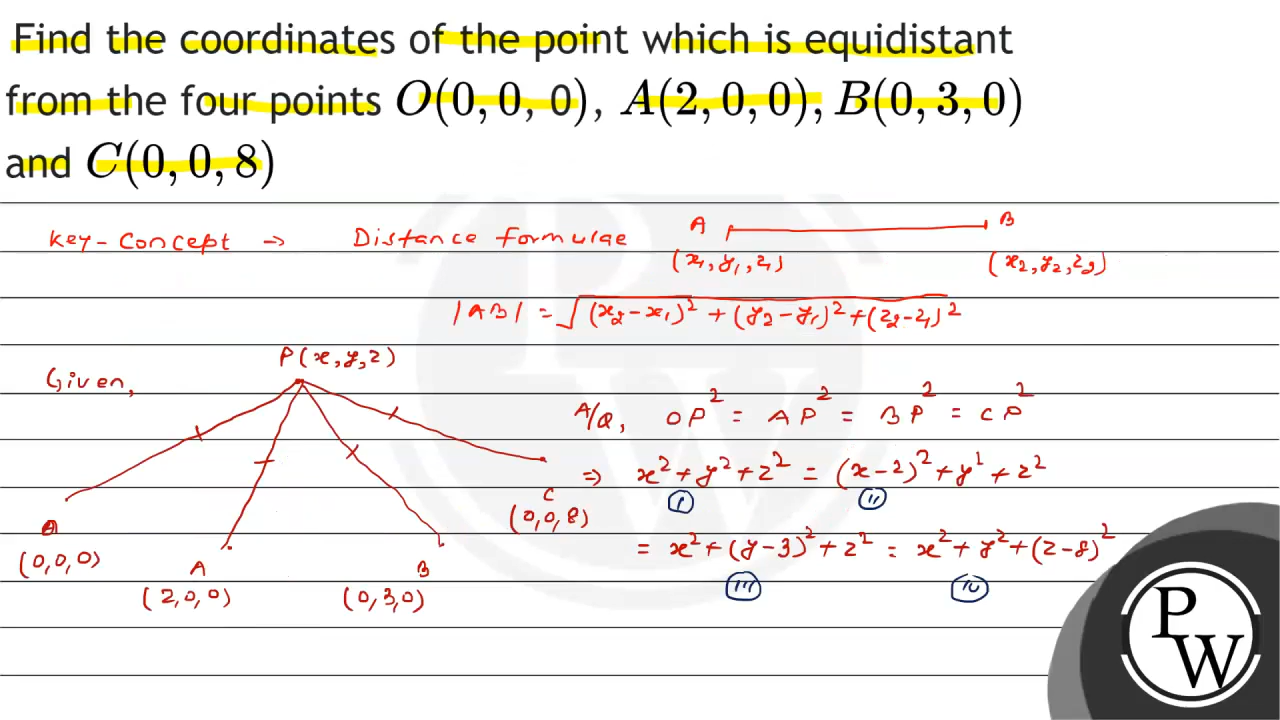 Find the coordinates of the point which is equidistant
from the four points O(0, 0, 0), A(2, 0, 0), B(0, 3, 0)
and C(0, 0, 8)
Key-Concept ⇒ Distance formulae
A B
(x₁, y₁, z₁) (x₂, y₂, z₂)
|AB| = √(x₂-x₁)² + (y₂-y₁)² + (z₂-z₁)²
P(x, y, z)
Given,
A/Q, OP² = AP² = BP² = CP²
⇒ x² + y² + z² = (x-2)² + y² + z²
(i) (ii)
C
(0, 0, 8)
= x² + (y-3)² + z² = x² + y² + (z-8)²
(iii) (iv)
O
(0, 0, 0)
A B
(2, 0, 0) (0, 3, 0)
P
W